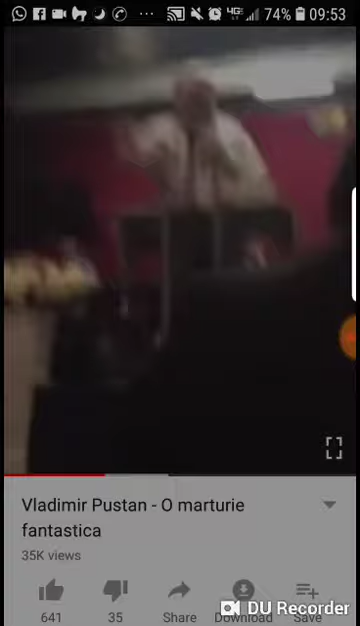 74% 09:53
Vladimir Pustan - O marturie
fantastica
35K views
641 35 Share Download Save
DU Recorder